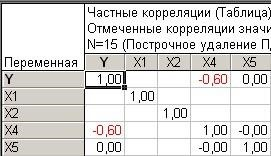 Частные корреляции (Таблица)
Отмеченные корреляции значи
N=15 (Построчное удаление П
Переменная Y X1 X2 X4 X5
Y 1,00 -0,60 0,00
X1 1,00
X2 1,00
X4 -0,60 1,00 -0,00
X5 0,00 -0,00 1,00